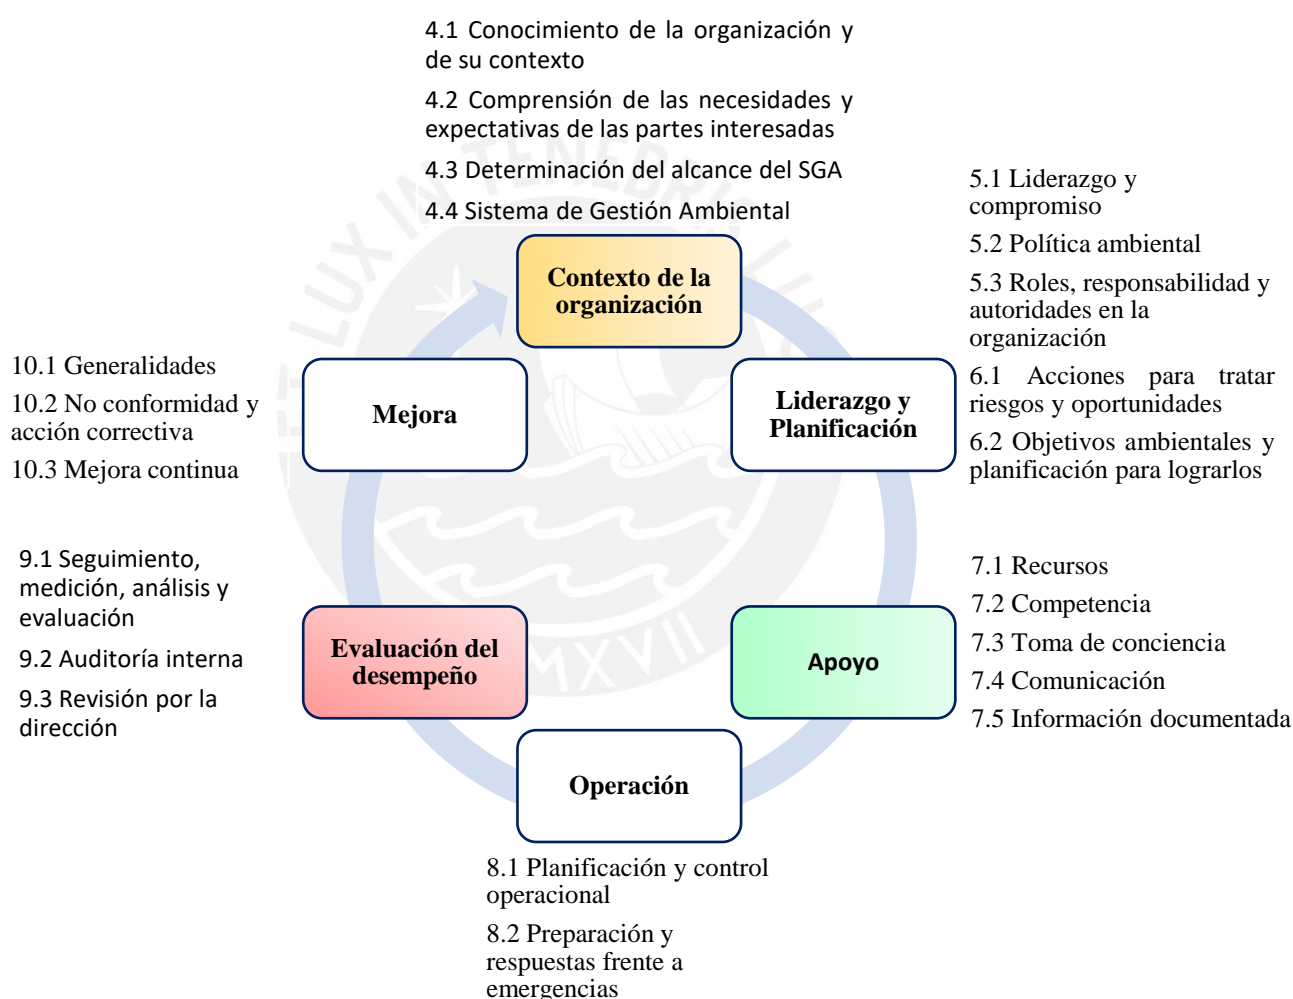 4.1 Conocimiento de la organización y
de su contexto
4.2 Comprensión de las necesidades y
expectativas de las partes interesadas
4.3 Determinación del alcance del SGA
4.4 Sistema de Gestión Ambiental
Contexto de la
organización
5.1 Liderazgo y
compromiso
5.2 Política ambiental
5.3 Roles, responsabilidad y
autoridades en la
organización
6.1 Acciones para tratar
riesgos y oportunidades
6.2 Objetivos ambientales y
planificación para lograrlos
Liderazgo y
Planificación
7.1 Recursos
7.2 Competencia
7.3 Toma de conciencia
7.4 Comunicación
7.5 Información documentada
Apoyo
Operación
8.1 Planificación y control
operacional
8.2 Preparación y
respuestas frente a
emergencias
Evaluación del
desempeño
9.1 Seguimiento,
medición, análisis y
evaluación
9.2 Auditoría interna
9.3 Revisión por la
dirección
Mejora
10.1 Generalidades
10.2 No conformidad y
acción correctiva
10.3 Mejora continua
ET LUX IN TENEBRIS
MXVII